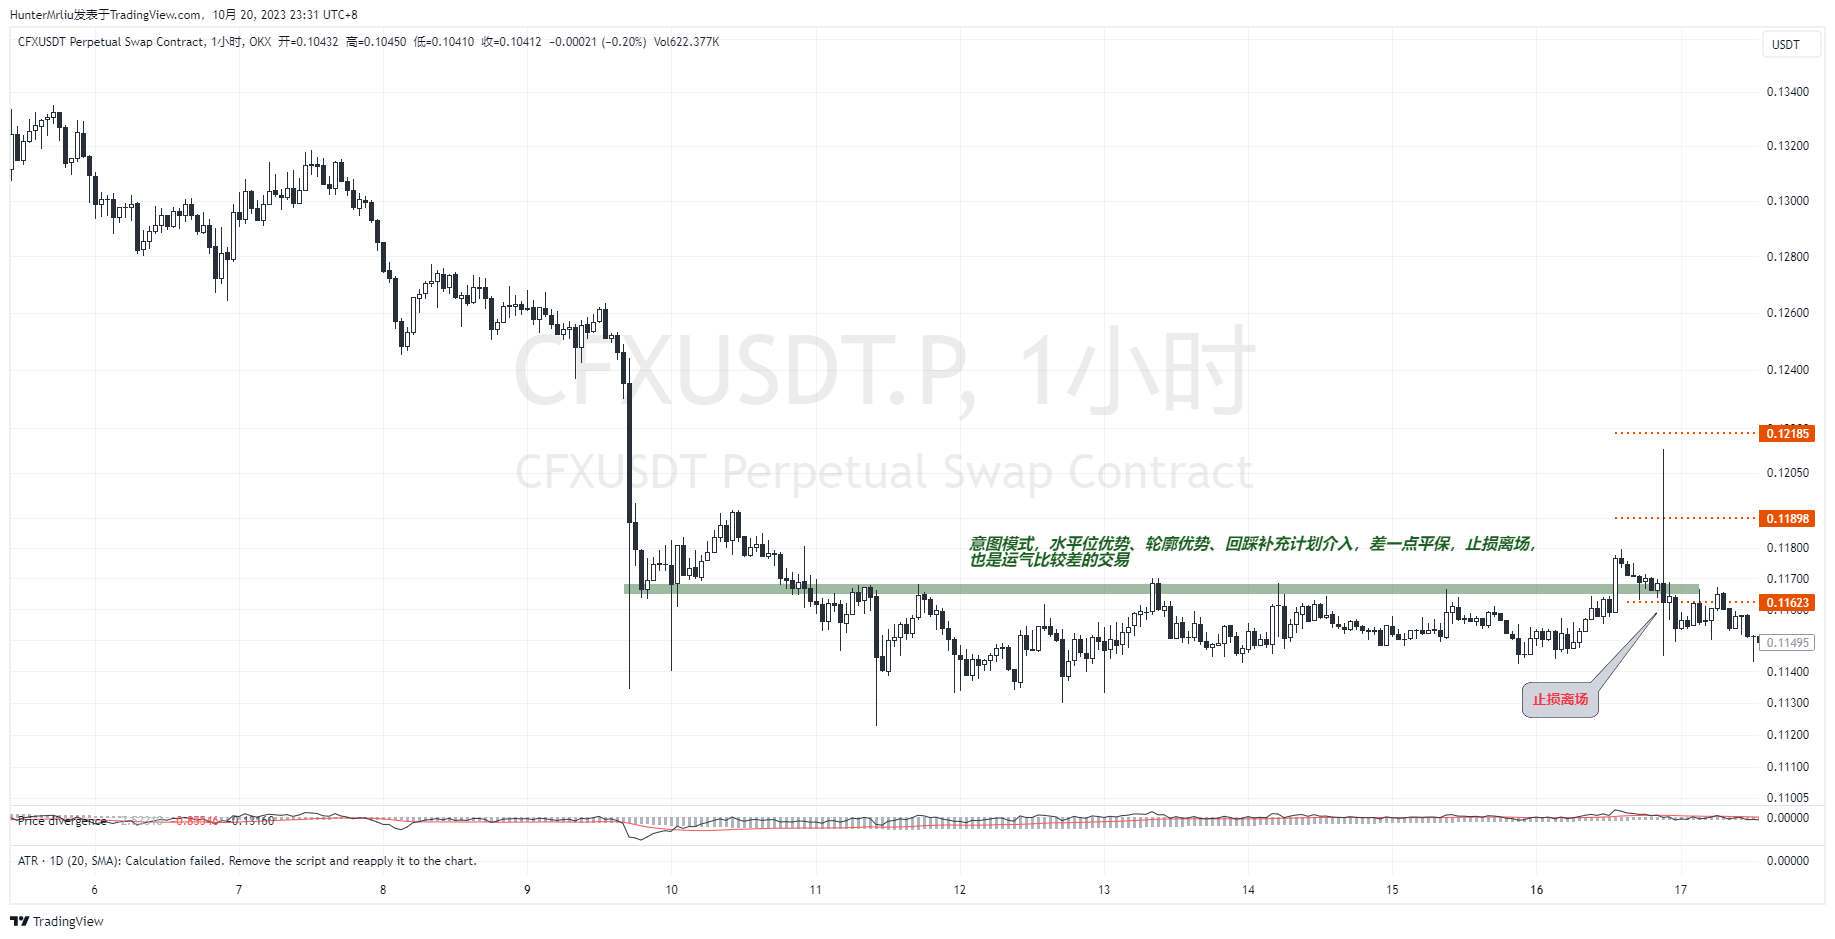 HunterMrliu发表于TradingView.com， 10月 20, 2023 23:31 UTC+8
CFXUSDT Perpetual Swap Contract, 1小时, OKX 开=0.10432 高=0.10450 低=0.10410 收=0.10412 −0.00021 (−0.20%) Vol622.377K
USDT
0.13400
0.13200
0.13000
0.12800
0.12600
CFXUSDT.P, 1小时
0.12400
0.12185
CFXUSDT Perpetual Swap Contract
0.12050
0.11898
意图模式，水平位优势、轮廓优势、回踩补充计划介入，差一点平保，止损离场，
也是运气比较差的交易
0.11800
0.11700
0.11623
0.11495
0.11400
止损离场
0.11300
0.11200
0.11100
0.11005
Price divergence 0.13160
0.00000
ATR · 1D (20, SMA): Calculation failed. Remove the script and reapply it to the chart.
0.00000
6 7 8 9 10 11 12 13 14 15 16 17
TradingView